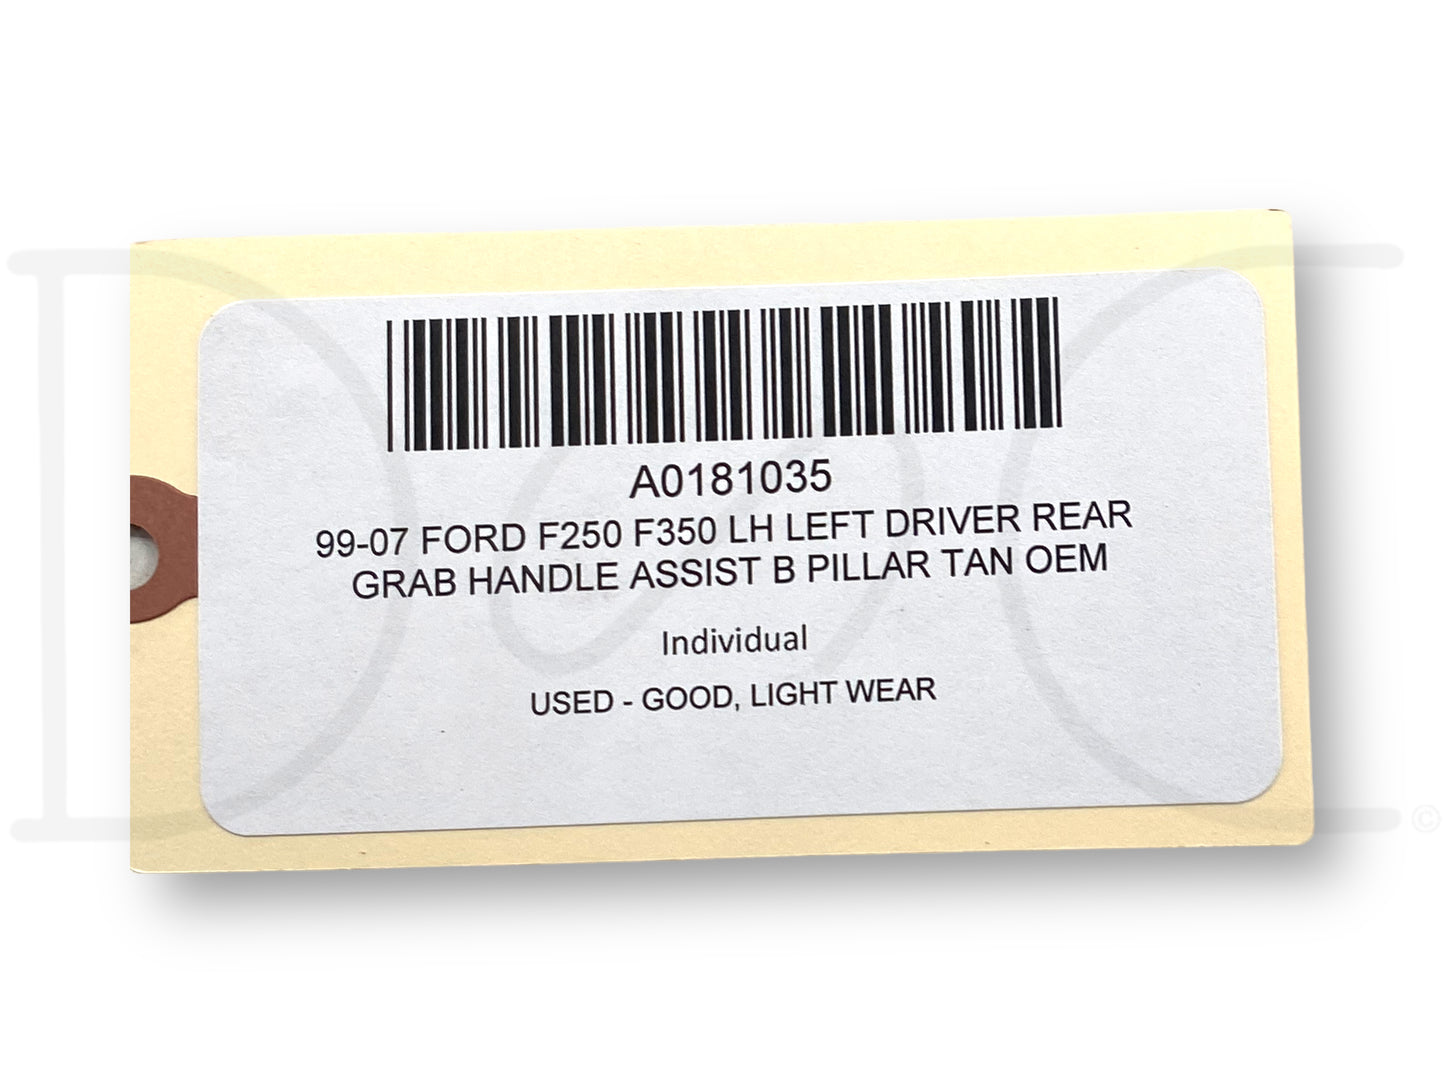 A0181035
99-07 FORD F250 F350 LH LEFT DRIVER REAR
GRAB HANDLE ASSIST B PILLAR TAN OEM
Individual
USED - GOOD, LIGHT WEAR